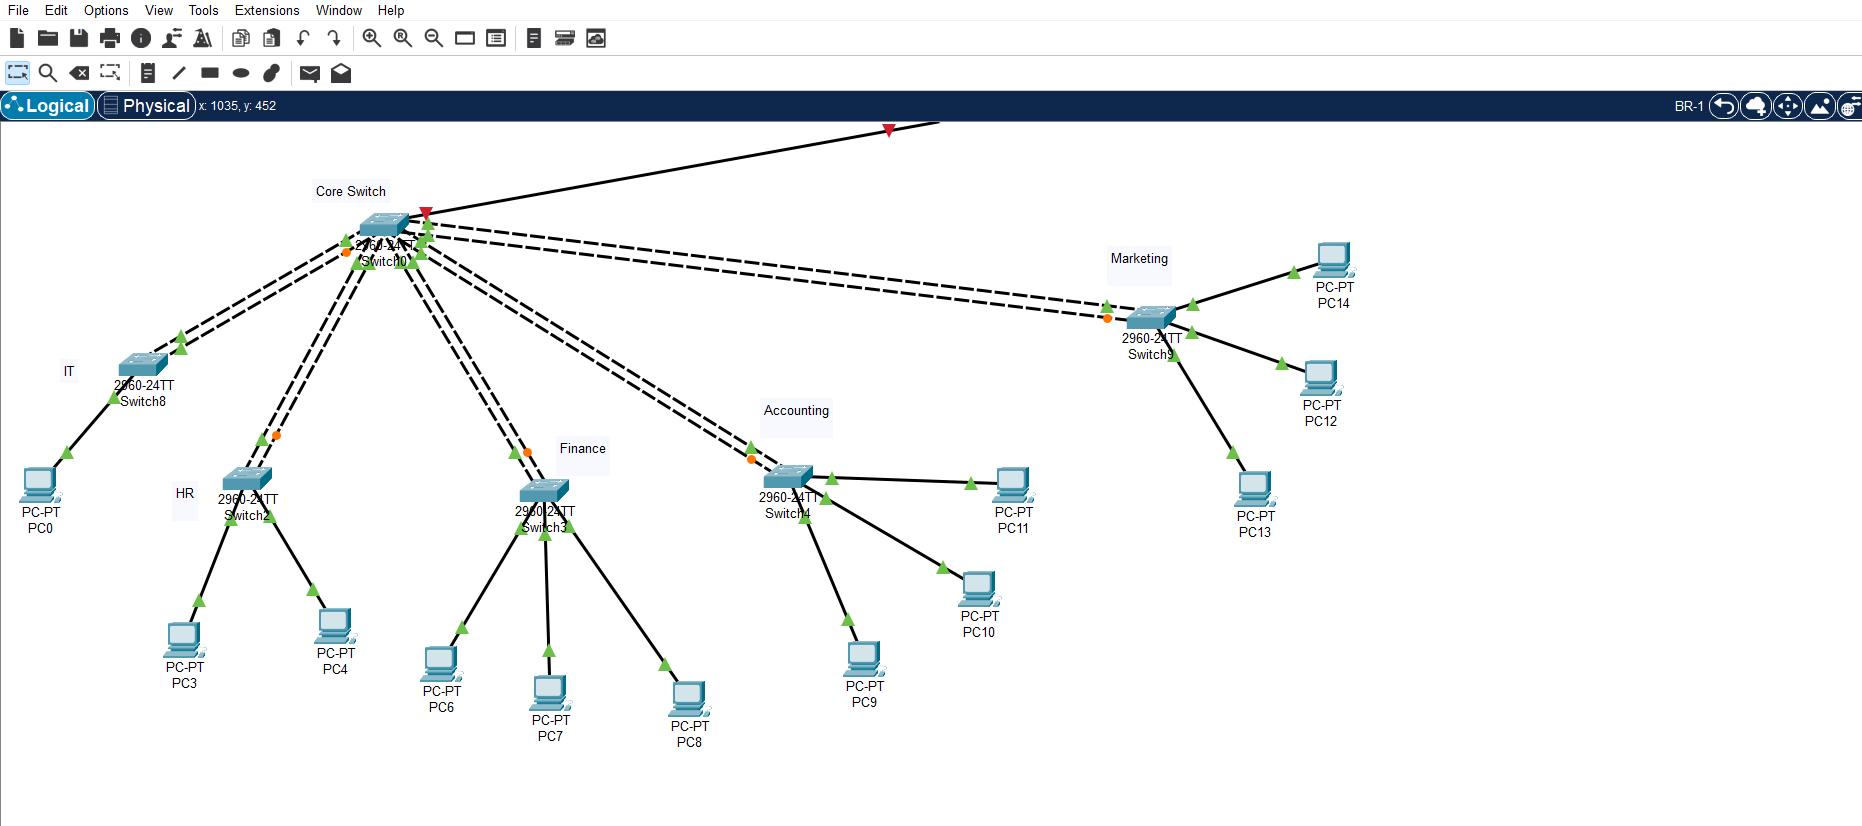 File Edit Options View Tools Extensions Window Help
Logical Physical x: 1035, y: 452 BR-1
Core Switch
2960-24TT
Switch0
Marketing
PC-PT
PC14
2960-24TT
Switch9
IT
2960-24TT
Switch8
PC-PT
PC12
Accounting
Finance
HR
2960-24TT
Switch2
2960-24TT
Switch3
2960-24TT
Switch4
PC-PT
PC0
PC-PT
PC11
PC-PT
PC13
PC-PT
PC10
PC-PT
PC3
PC-PT
PC4
PC-PT
PC6
PC-PT
PC7
PC-PT
PC8
PC-PT
PC9